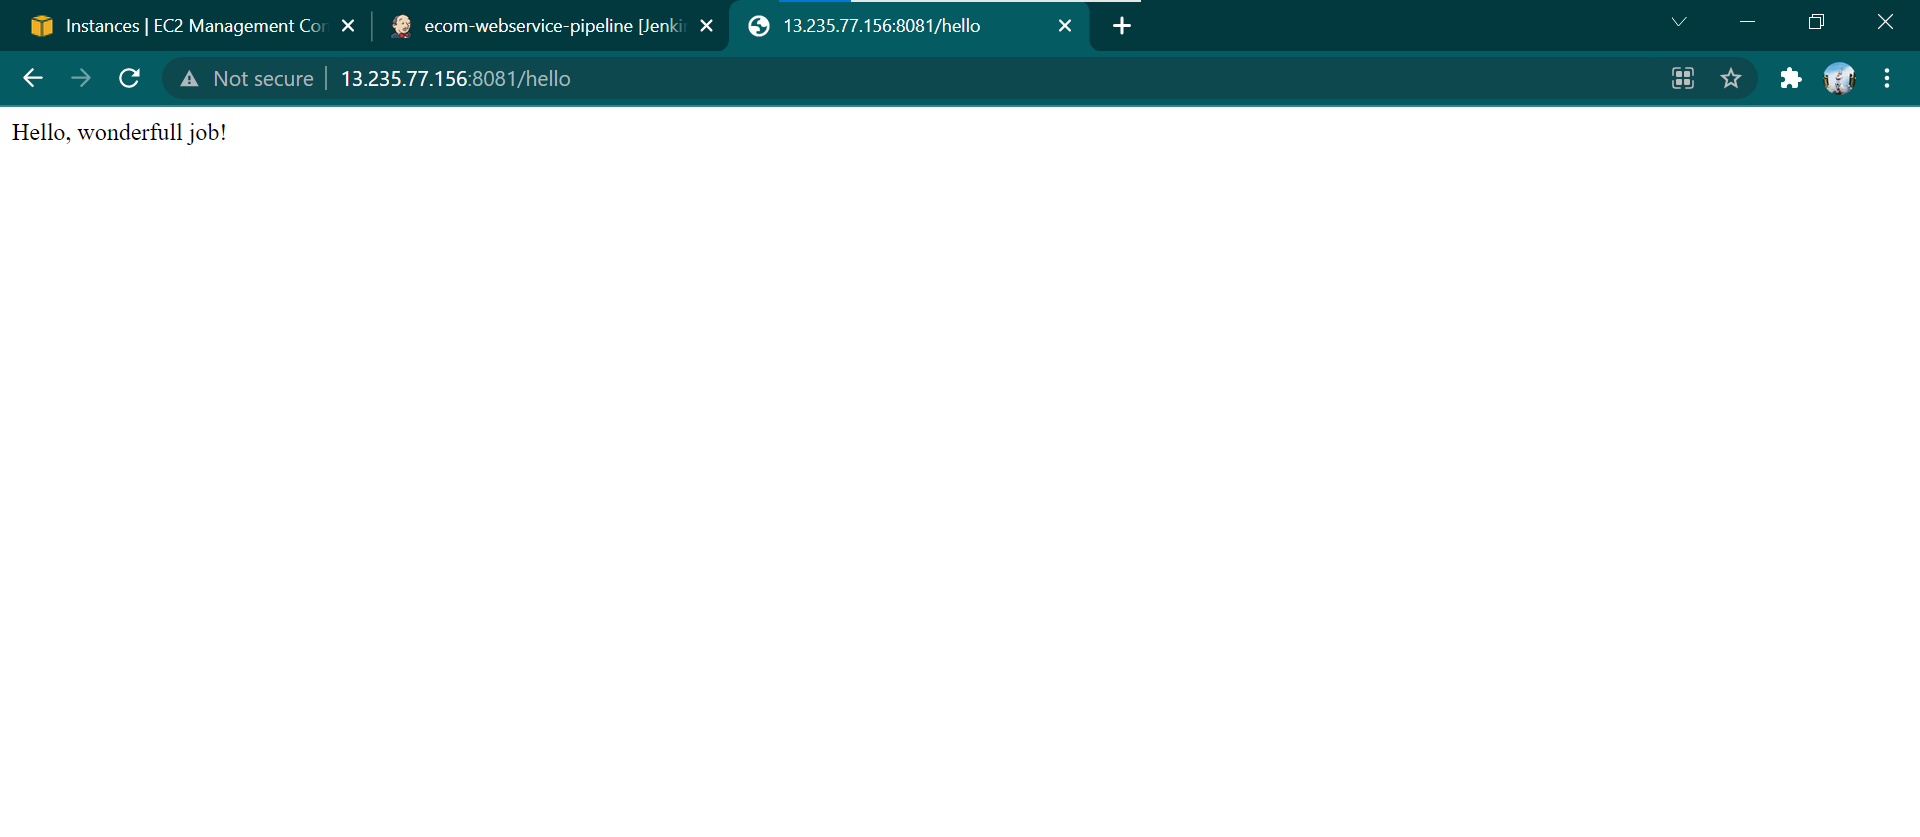 Instances | EC2 Management Con
ecom-webservice-pipeline [Jenki
13.235.77.156:8081/hello
Not secure
13.235.77.156:8081/hello
Hello, wonderfull job!